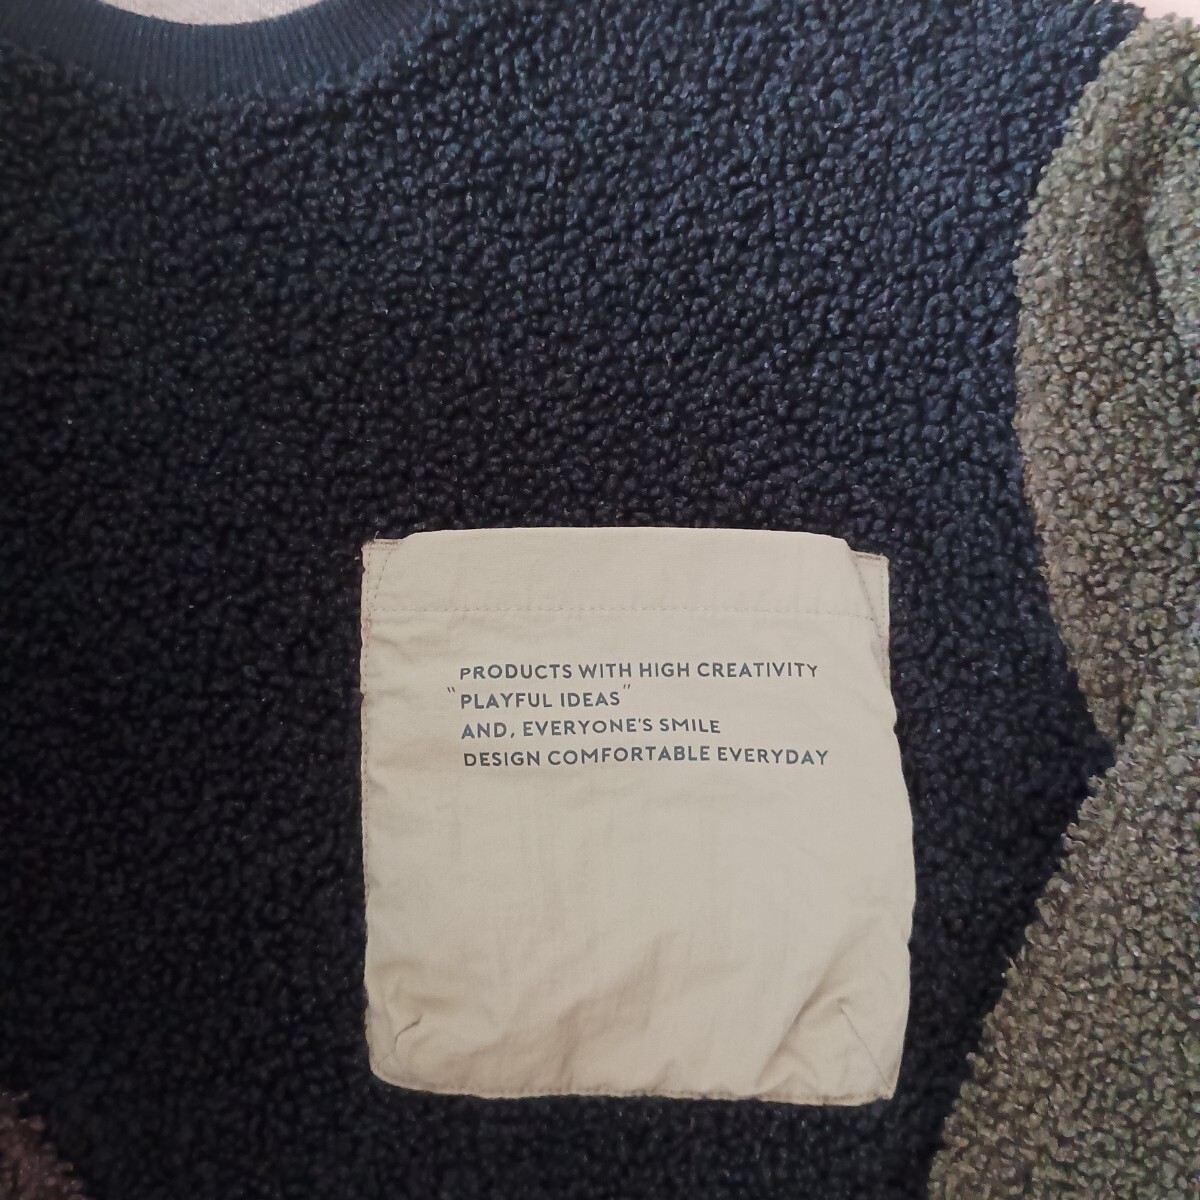 PRODUCTS WITH HIGH CREATIVITY
"PLAYFUL IDEAS"
AND, EVERYONE'S SMILE
DESIGN COMFORTABLE EVERYDAY